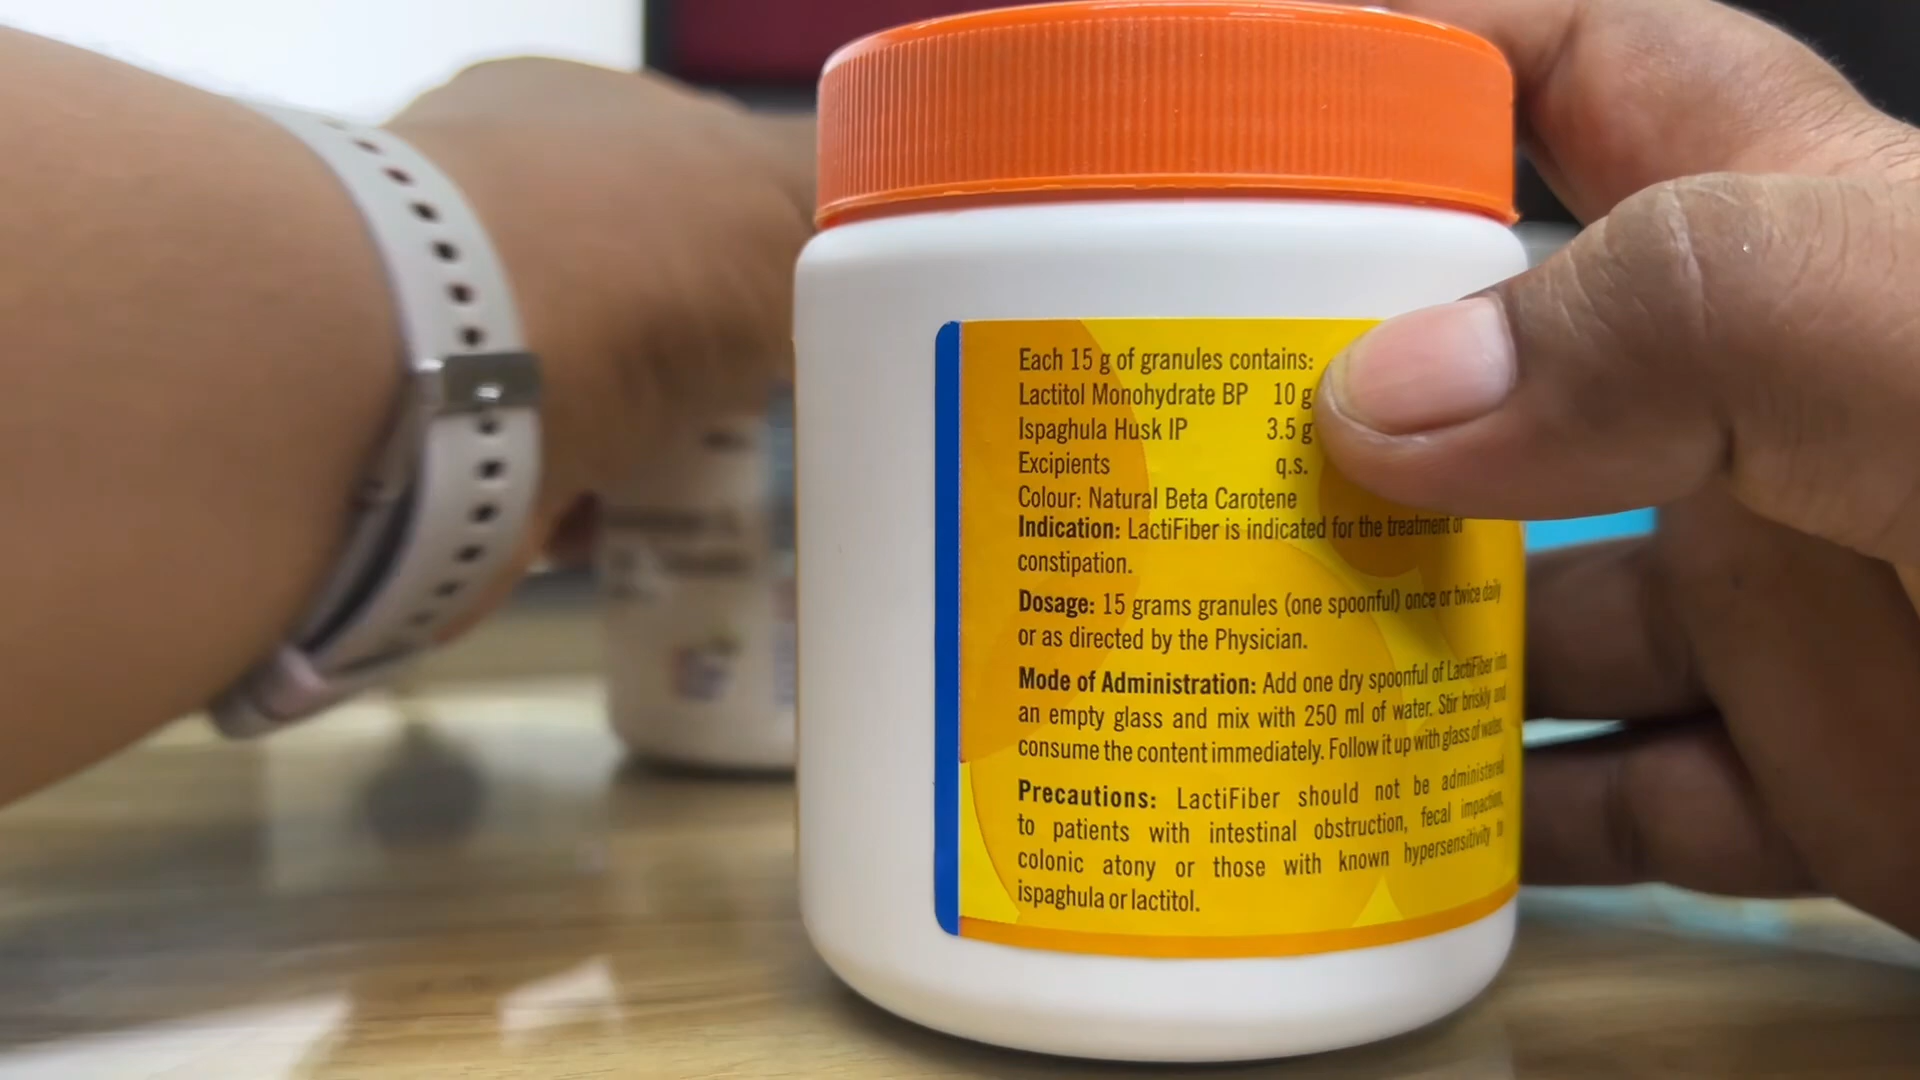 Each 15 g of granules contains:
Lactitol Monohydrate BP 10 g
Ispaghula Husk IP 3.5 g
Excipients q.s.
Colour: Natural Beta Carotene
Indication: LactiFiber is indicated for the treatment of
constipation.
Dosage: 15 grams granules (one spoonful) once or twice daily
or as directed by the Physician.
Mode of Administration: Add one dry spoonful of LactiFiber into
an empty glass and mix with 250 ml of water. Stir briskly and
consume the content immediately. Follow it up with glass of water.
Precautions: LactiFiber should not be administered
to patients with intestinal obstruction, fecal impaction,
colonic atony or those with known hypersensitivity to
ispaghula or lactitol.